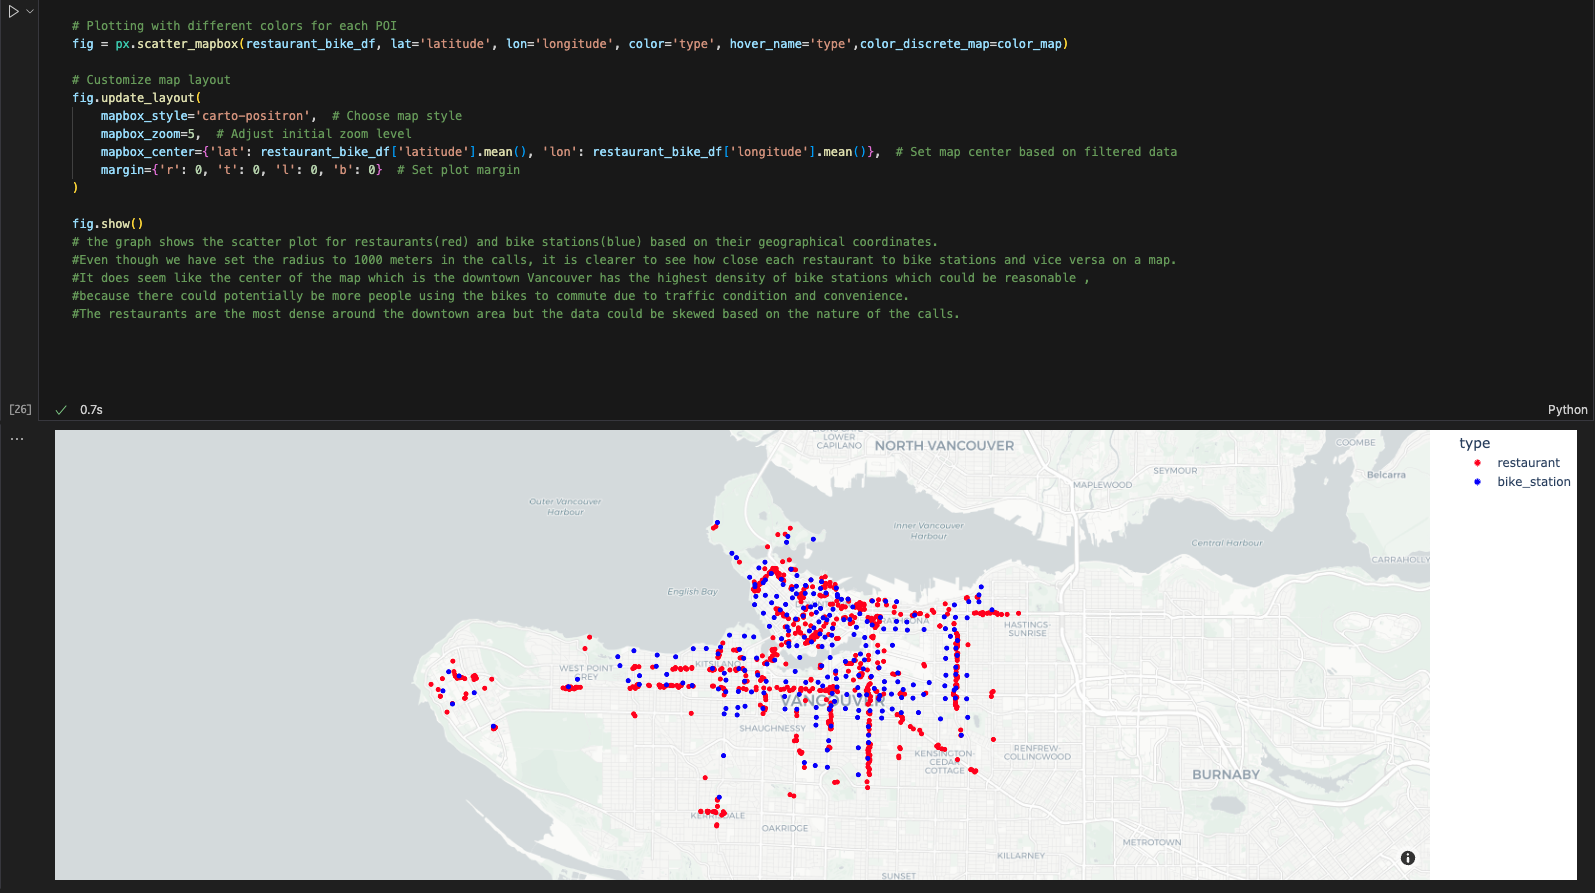 # Plotting with different colors for each POI
fig = px.scatter_mapbox(restaurant_bike_df, lat='latitude', lon='longitude', color='type', hover_name='type',color_discrete_map=color_map)
# Customize map layout
fig.update_layout(
mapbox_style='carto-positron',  # Choose map style
mapbox_zoom=5,  # Adjust initial zoom level
mapbox_center={'lat': restaurant_bike_df['latitude'].mean(), 'lon': restaurant_bike_df['longitude'].mean()},  # Set map center based on filtered data
margin={'r': 0, 't': 0, 'l': 0, 'b': 0}  # Set plot margin
)
fig.show()
# the graph shows the scatter plot for restaurants(red) and bike stations(blue) based on their geographical coordinates.
#Even though we have set the radius to 1000 meters in the calls, it is clearer to see how close each restaurant to bike stations and vice versa on a map.
#It does seem like the center of the map which is the downtown Vancouver has the highest density of bike stations which could be reasonable ,
#because there could potentially be more people using the bikes to commute due to traffic condition and convenience.
#The restaurants are the most dense around the downtown area but the data could be skewed based on the nature of the calls.
[26]
0.7s
Python
...
type
restaurant
bike_station
LOWER
CAPILANO
NORTH VANCOUVER
COOMBE
SEYMOUR
Belcarra
MAPLEWOOD
Outer Vancouver
Harbour
Inner Vancouver
Harbour
Central Harbour
CARRAHOLLY
English Bay
HASTINGS-
SUNRISE
WEST POINT
GREY
KITSILANO
VANCOUVER
SHAUGHNESSY
KENSINGTON-
CEDAR
COTTAGE
RENFREW-
COLLINGWOOD
BURNABY
KERRISDALE
OAKRIDGE
METROTOWN
KILLARNEY
SUNSET